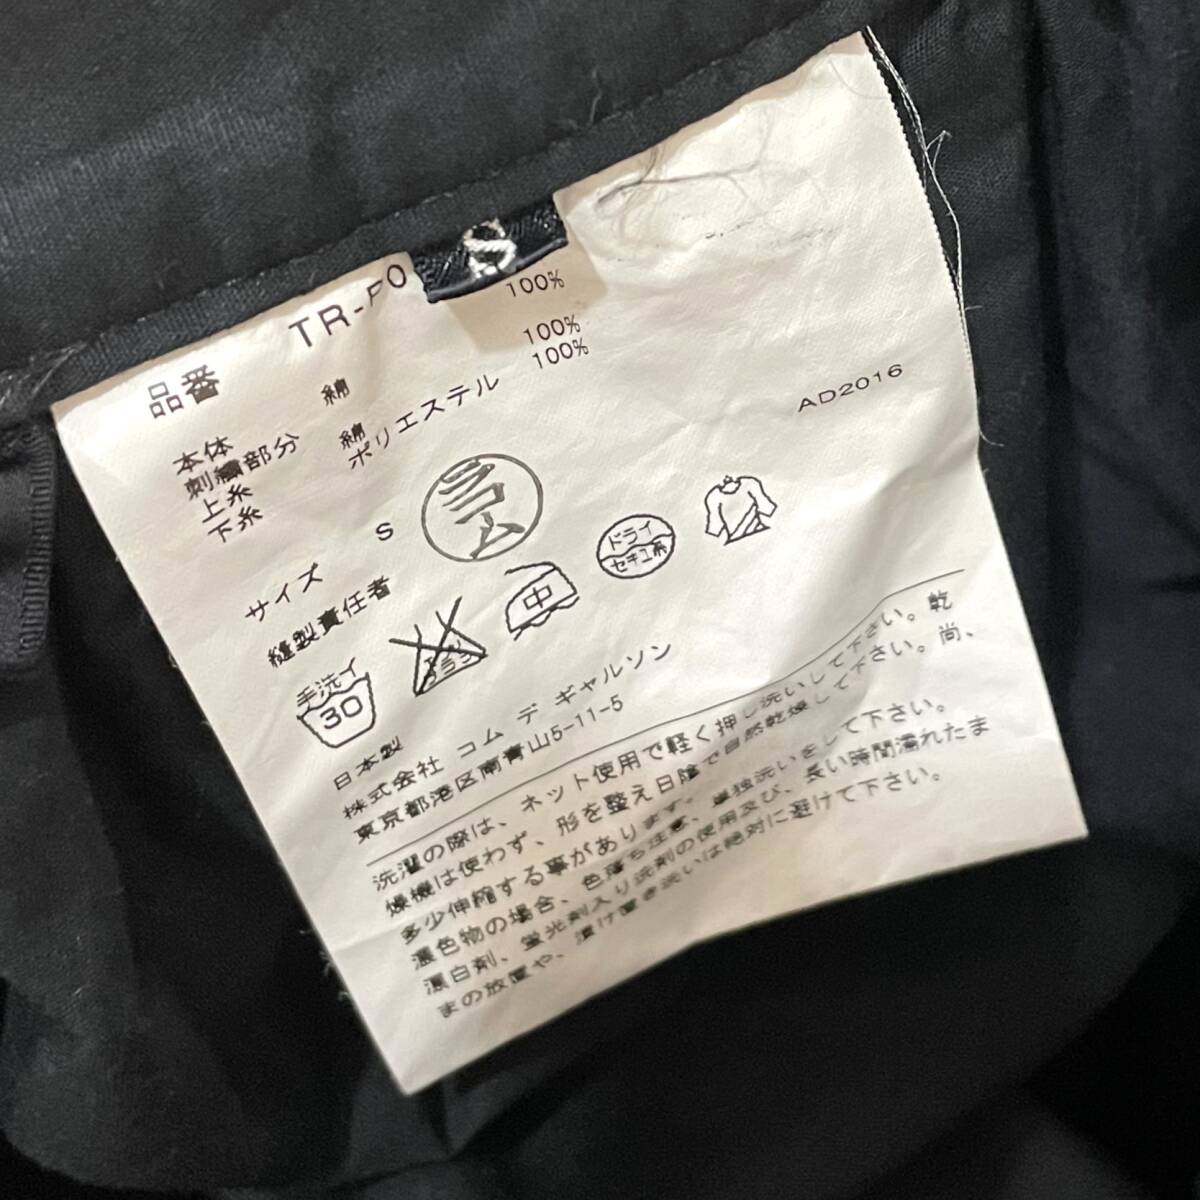 S
品番 TR-P0
本体 綿 100%
刺繍部分
上糸 綿 100%
下糸 ポリエステル 100%
AD2016
サイズ S
縫製責任者 コム
手洗イ
30
エンソ
サラシ
中
ドライ
セキユ系
日本製
株式会社 コム デ ギャルソン
東京都港区南青山5-11-5
洗濯の際は、ネット使用で軽く押し洗いして下さい。乾
燥機は使わず、形を整え日陰で自然乾燥して下さい。尚、
多少伸縮する事があります。
濃色物の場合、色落ち注意、単独洗いをして下さい。
漂白剤、蛍光剤入り洗剤の使用及び、長い時間濡れたま
まの放置や、漬け置き洗いは絶対に避けて下さい。